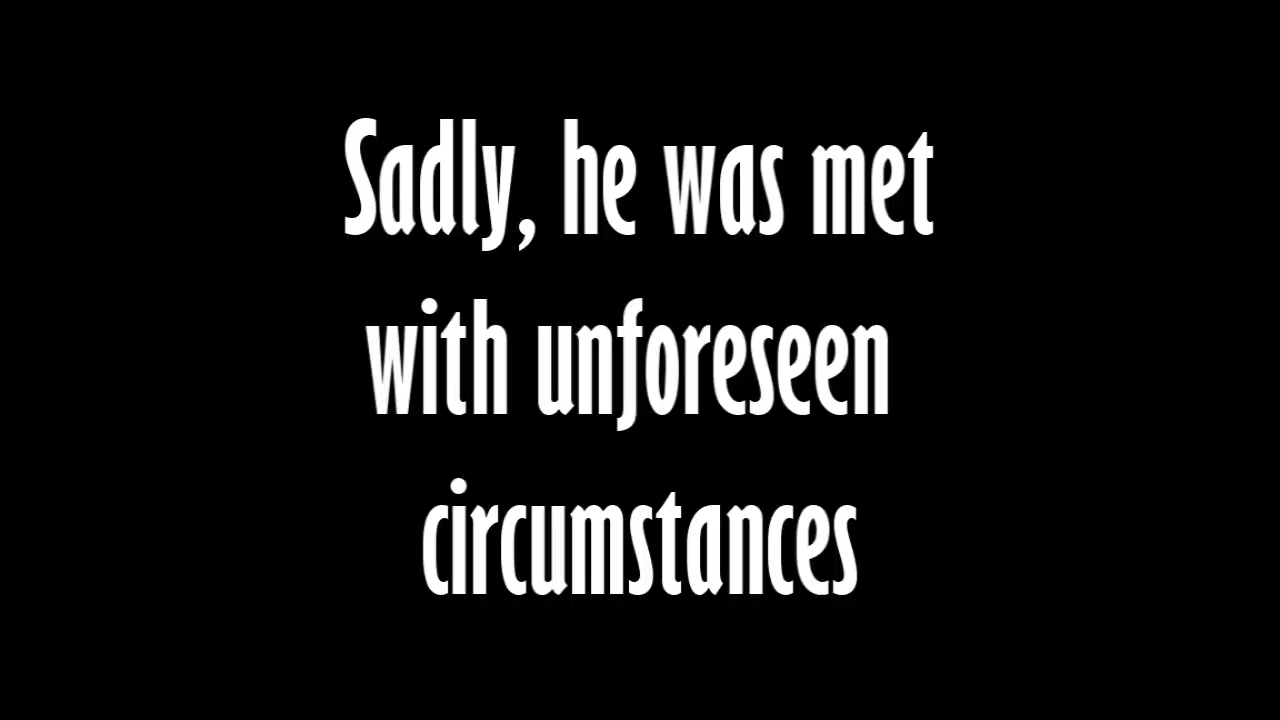 Sadly, he was met
with unforeseen
circumstances